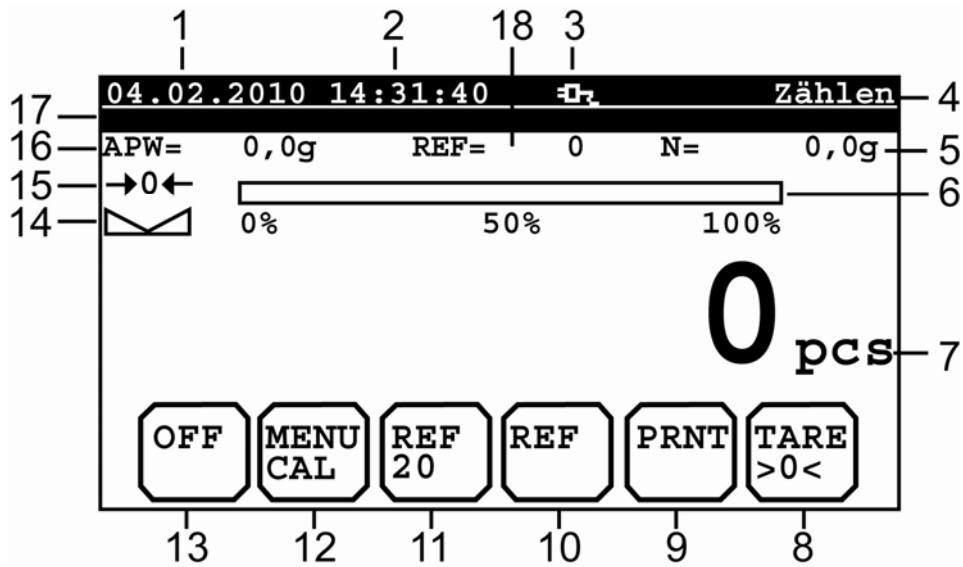 1 2 18 3
04.02.2010 14:31:40 Zählen 4
17
16 APW= 0,0g REF= 0 N= 0,0g 5
15 →0← 6
14 0% 50% 100%
0 pcs 7
OFF MENU REF REF PRNT TARE
CAL 20 >0<
13 12 11 10 9 8